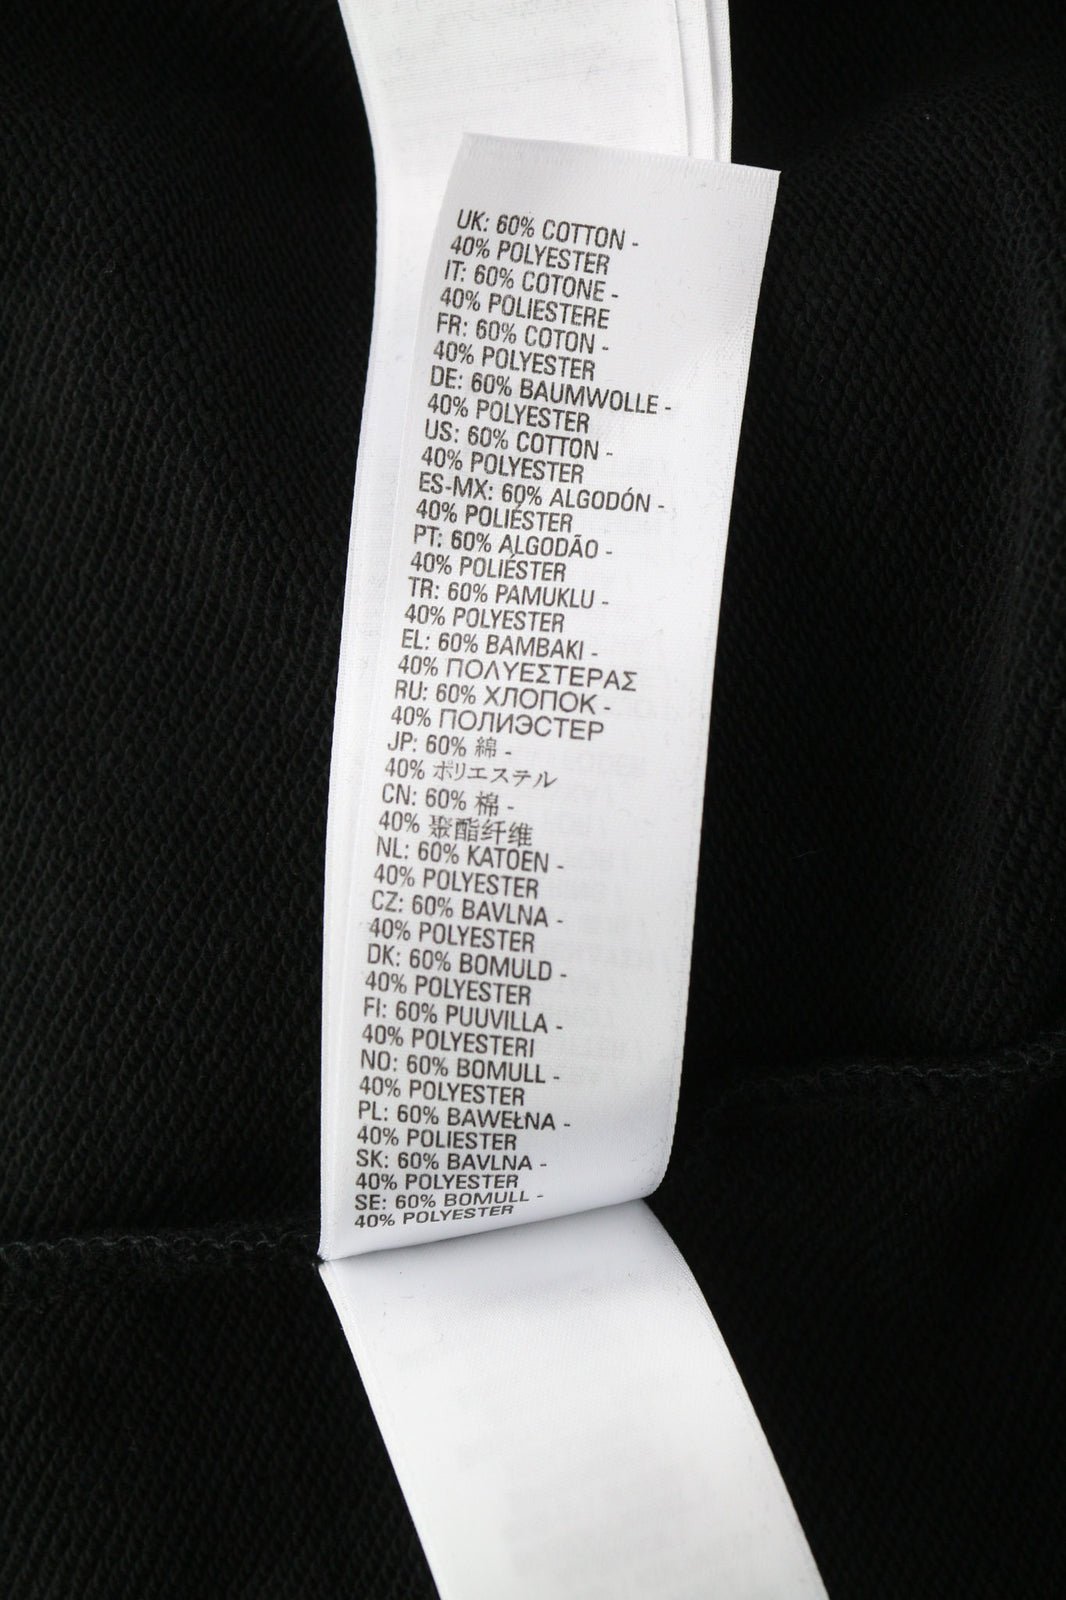 UK: 60% COTTON -
40% POLYESTER
IT: 60% COTONE -
40% POLIESTERE
FR: 60% COTON -
40% POLYESTER
DE: 60% BAUMWOLLE -
40% POLYESTER
US: 60% COTTON -
40% POLYESTER
ES-MX: 60% ALGODÓN -
40% POLIÉSTER
PT: 60% ALGODÃO -
40% POLIÉSTER
TR: 60% PAMUKLU -
40% POLYESTER
EL: 60% BAMBAKI -
40% ΠΟΛΥΕΣΤΕΡΑΣ
RU: 60% ХЛОПОК -
40% ПОЛИЭСТЕР
JP: 60% 綿 -
40% ポリエステル
CN: 60% 棉 -
40% 聚酯纤维
NL: 60% KATOEN -
40% POLYESTER
CZ: 60% BAVLNA -
40% POLYESTER
DK: 60% BOMULD -
40% POLYESTER
FI: 60% PUUVILLA -
40% POLYESTERI
NO: 60% BOMULL -
40% POLYESTER
PL: 60% BAWEŁNA -
40% POLIESTER
SK: 60% BAVLNA -
40% POLYESTER
SE: 60% BOMULL -
40% POLYESTER